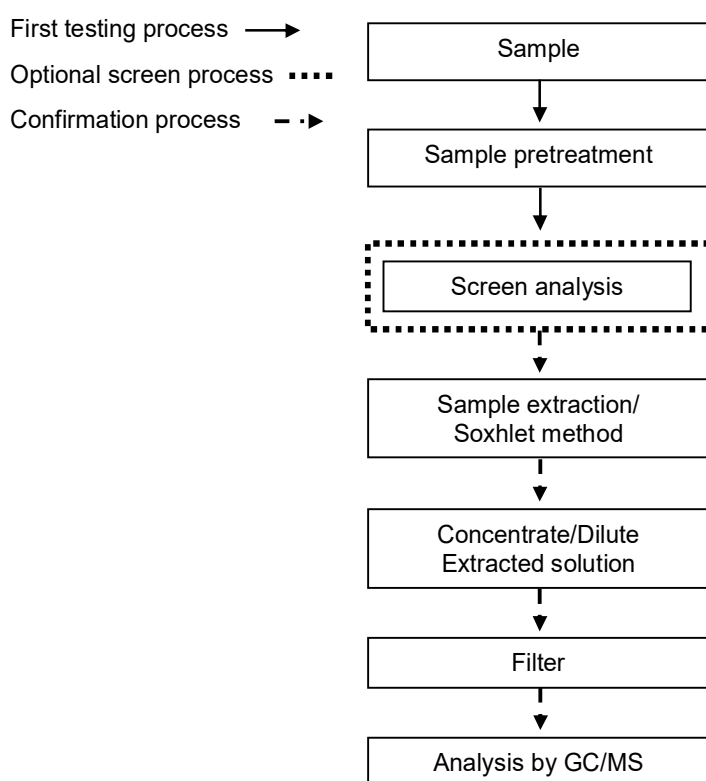 First testing process
Optional screen process
Confirmation process
Sample
Sample pretreatment
Screen analysis
Sample extraction/
Soxhlet method
Concentrate/Dilute
Extracted solution
Filter
Analysis by GC/MS